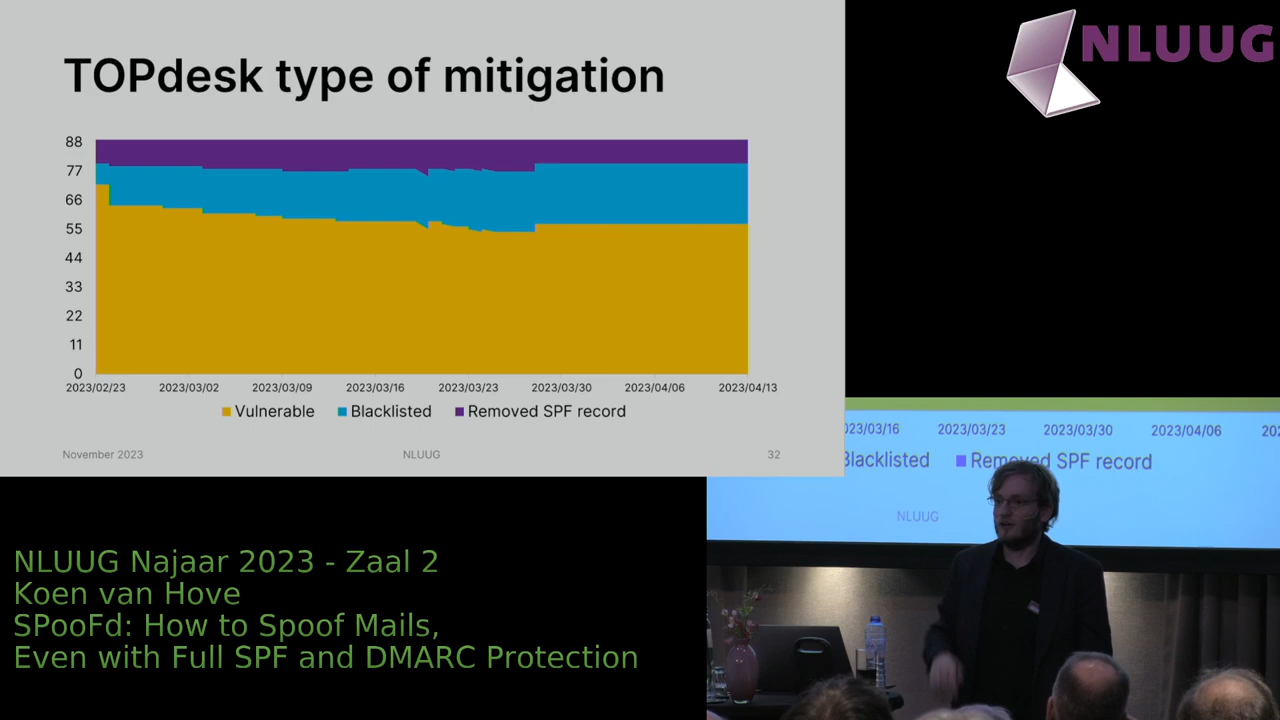 TOPdesk type of mitigation
88
77
66
55
44
33
22
11
0
2023/02/23 2023/03/02 2023/03/09 2023/03/16 2023/03/23 2023/03/30 2023/04/06 2023/04/13
Vulnerable Blacklisted Removed SPF record
November 2023 NLUUG 32
NLUUG
023/03/16 2023/03/23 2023/03/30 2023/04/06 202
Blacklisted Removed SPF record
NLUUG
NLUUG Najaar 2023 - Zaal 2
Koen van Hove
SPooFd: How to Spoof Mails,
Even with Full SPF and DMARC Protection